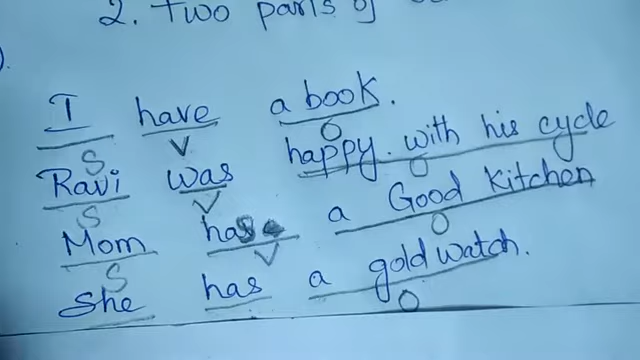 2. Two parts of
I have a book.
S V O
Ravi was happy. with his cycle
S V O
Mom has a Good Kitchen
S V O
She has a gold watch.
O